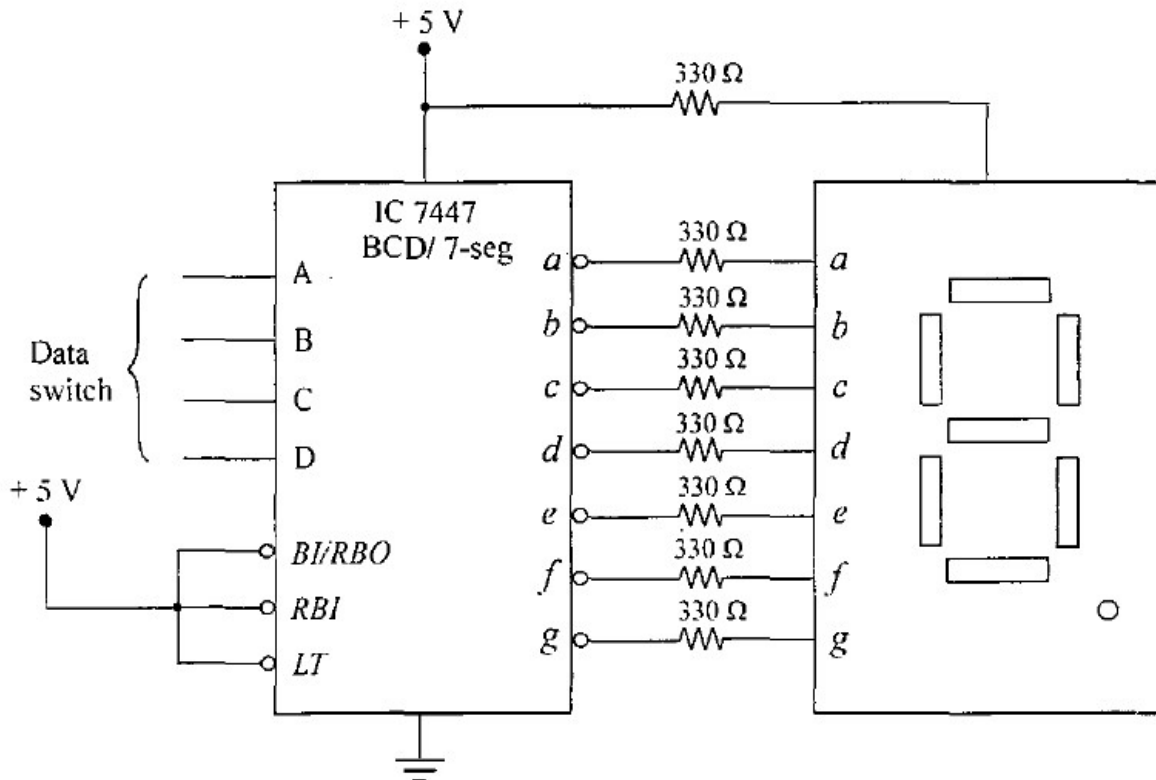 + 5 V
330 Ω
IC 7447
BCD/ 7-seg
Data
switch
A
B
C
D
+ 5 V
BI/RBO
RBI
LT
a
b
c
d
e
f
g
330 Ω
330 Ω
330 Ω
330 Ω
330 Ω
330 Ω
330 Ω
a
b
c
d
e
f
g